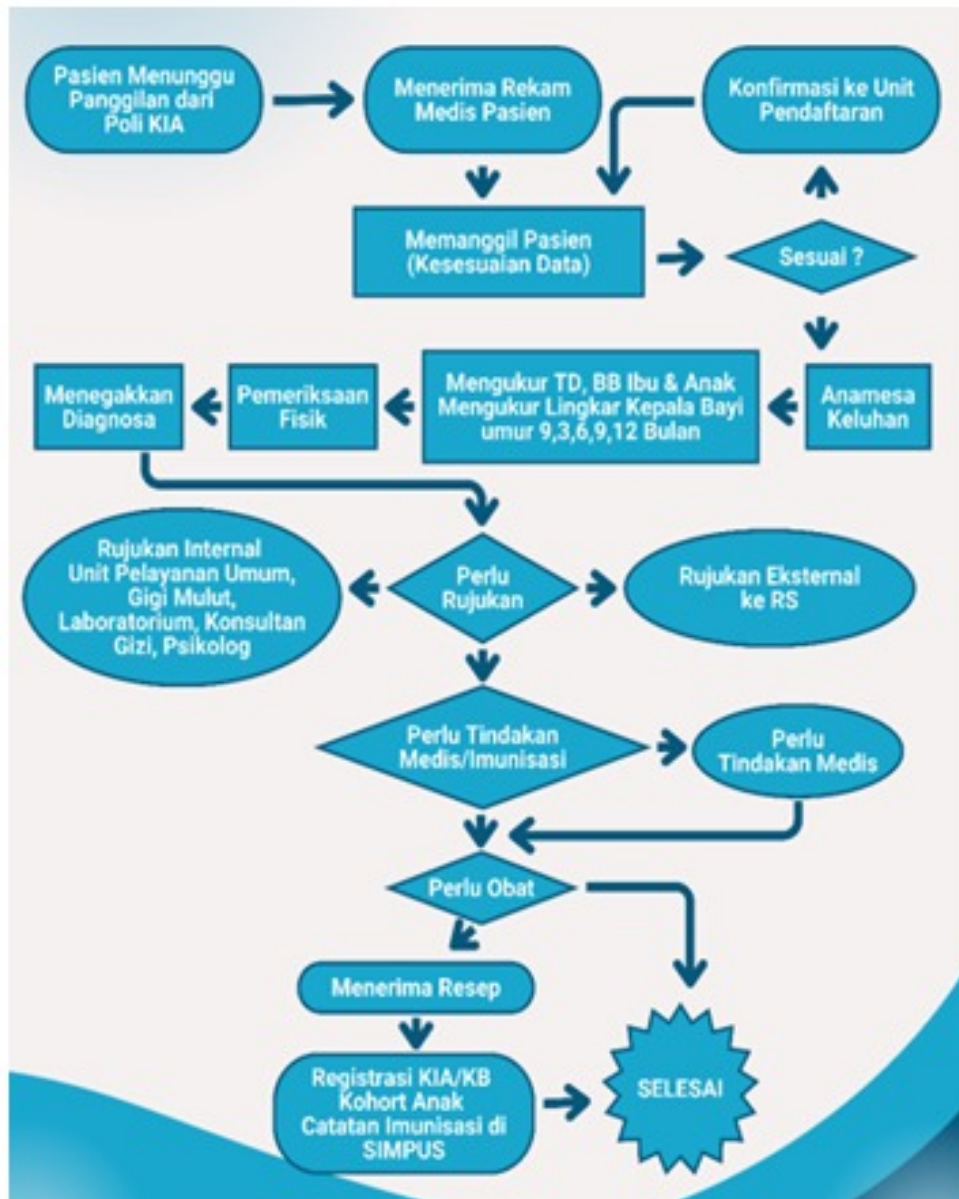 Pasien Menunggu
Panggilan dari
Poli KIA
Menerima Rekam
Medis Pasien
Konfirmasi ke Unit
Pendaftaran
Memanggil Pasien
(Kesesuaian Data)
Sesuai ?
Menegakkan
Diagnosa
Pemeriksaan
Fisik
Mengukur TD, BB Ibu & Anak
Mengukur Lingkar Kepala Bayi
umur 9,3,6,9,12 Bulan
Anamesa
Keluhan
Rujukan Internal
Unit Pelayanan Umum,
Gigi Mulut,
Laboratorium, Konsultan
Gizi, Psikolog
Perlu
Rujukan
Rujukan Eksternal
ke RS
Perlu Tindakan
Medis/Imunisasi
Perlu
Tindakan Medis
Perlu Obat
Menerima Resep
Registrasi KIA/KB
Kohort Anak
Catatan Imunisasi di
SIMPUS
SELESAI